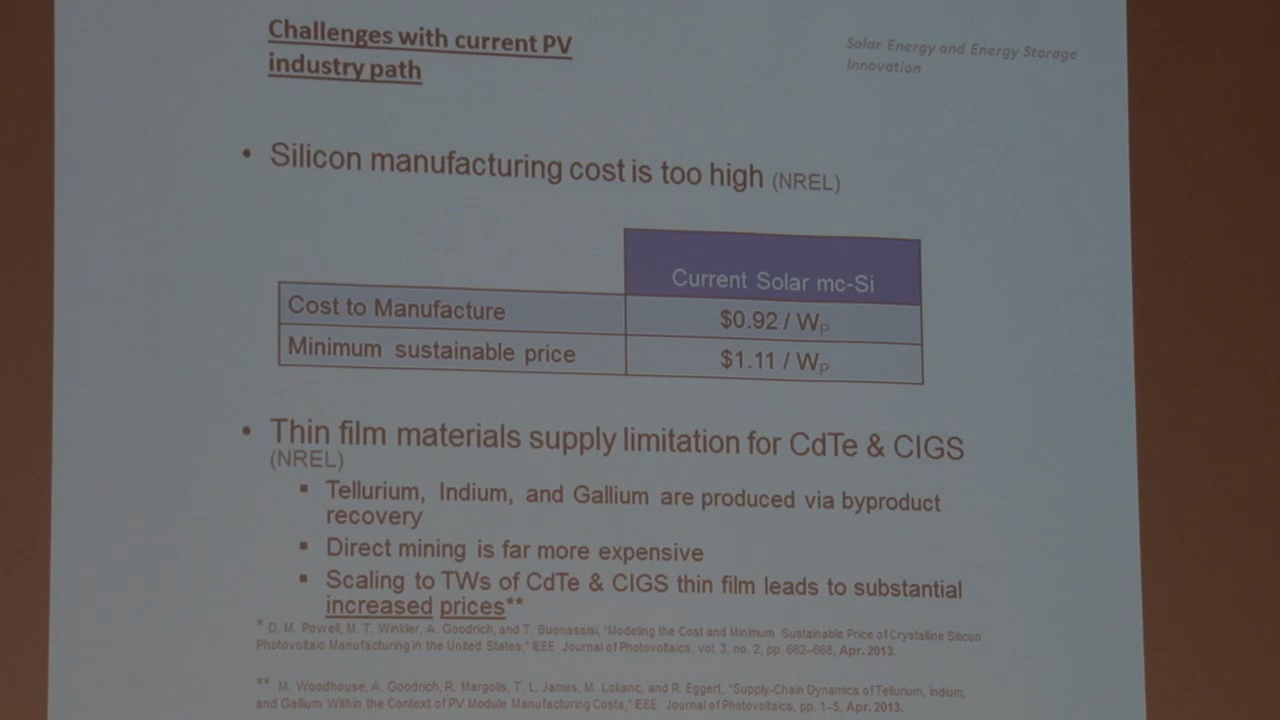 Challenges with current PV
industry path
Solar Energy and Energy Storage
Innovation
• Silicon manufacturing cost is too high (NREL)
Current Solar mc-Si
Cost to Manufacture $0.92 / WP
Minimum sustainable price $1.11 / WP
• Thin film materials supply limitation for CdTe & CIGS
(NREL)
▪ Tellurium, Indium, and Gallium are produced via byproduct
recovery
▪ Direct mining is far more expensive
▪ Scaling to TWs of CdTe & CIGS thin film leads to substantial
increased prices**
* D. M. Powell, M. T. Winkler, A. Goodrich, and T. Buonassisi, "Modeling the Cost and Minimum Sustainable Price of Crystalline Silicon
Photovoltaic Manufacturing in the United States," IEEE Journal of Photovoltaics, vol. 3, no. 2, pp. 662–668, Apr. 2013.
** M. Woodhouse, A. Goodrich, R. Margolis, T. L. James, M. Lokanc, and R. Eggert, "Supply-Chain Dynamics of Tellurium, Indium,
and Gallium Within the Context of PV Module Manufacturing Costs," IEEE Journal of Photovoltaics, pp. 1–5, Apr. 2013.